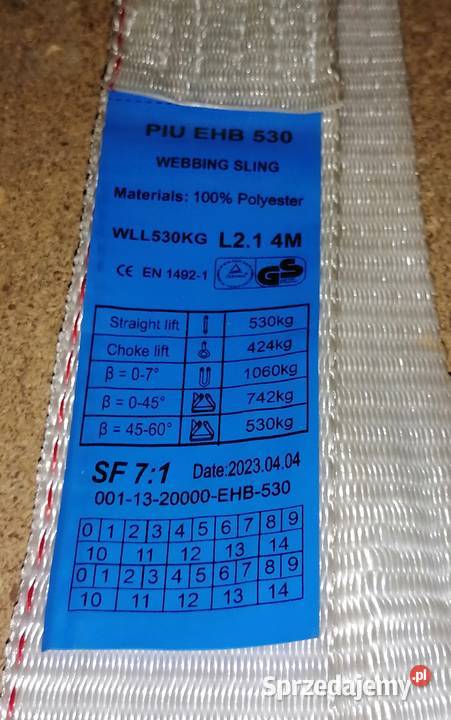 PIU EHB 530
WEBBING SLING
Materials: 100% Polyester
WLL530KG L2.1 4M
CE EN 1492-1 GS
Straight lift 530kg
Choke lift 424kg
β = 0-7° 1060kg
β = 0-45° 742kg
β = 45-60° 530kg
SF 7:1 Date:2023.04.04
001-13-20000-EHB-530
0 1 2 3 4 5 6 7 8 9
10 11 12 13 14
0 1 2 3 4 5 6 7 8 9
10 11 12 13 14
Sprzedajemy.pl